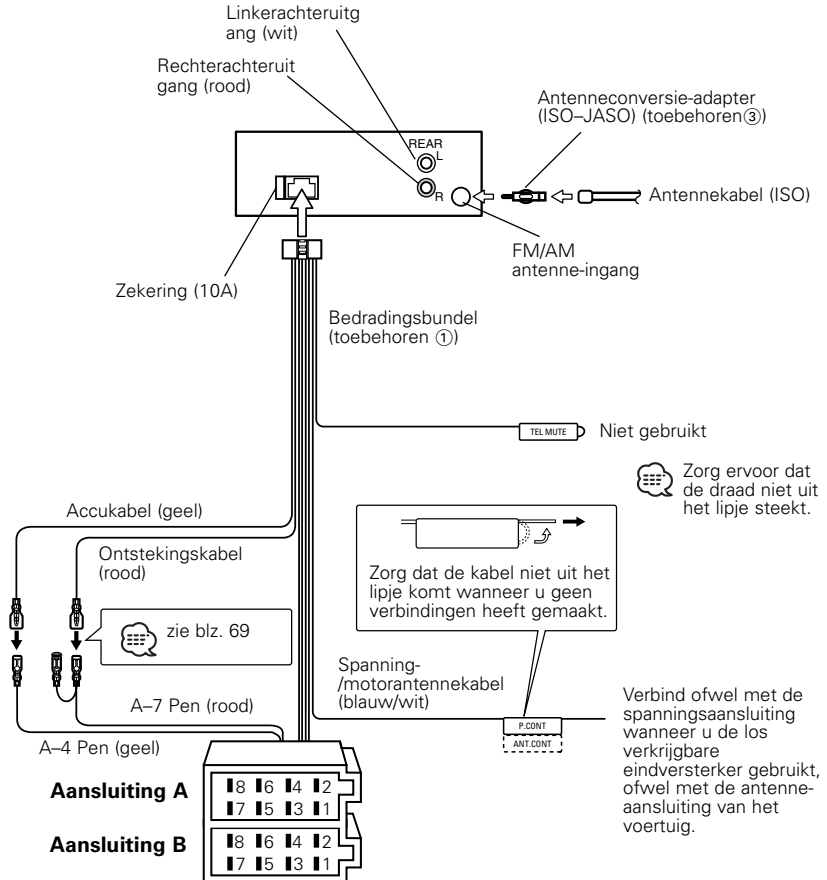 Linkerachteruitg
ang (wit)
Rechterachteruit
gang (rood)
Antenneconversie-adapter
(ISO–JASO) (toebehoren③)
REAR
L
R
Antennekabel (ISO)
FM/AM
antenne-ingang
Zekering (10A)
Bedradingsbundel
(toebehoren ①)
TEL MUTE
Niet gebruikt
Zorg ervoor dat
de draad niet uit
het lipje steekt.
Accukabel (geel)
Ontstekingskabel
(rood)
Zorg dat de kabel niet uit het
lipje komt wanneer u geen
verbindingen heeft gemaakt.
zie blz. 69
Spanning-
/motorantennekabel
(blauw/wit)
A–7 Pen (rood)
A–4 Pen (geel)
P.CONT
ANT.CONT
Verbind ofwel met de
spanningsaansluiting
wanneer u de los
verkrijgbare
eindversterker gebruikt,
ofwel met de antenne-
aansluiting van het
voertuig.
Aansluiting A
8 6 4 2
7 5 3 1
Aansluiting B
8 6 4 2
7 5 3 1